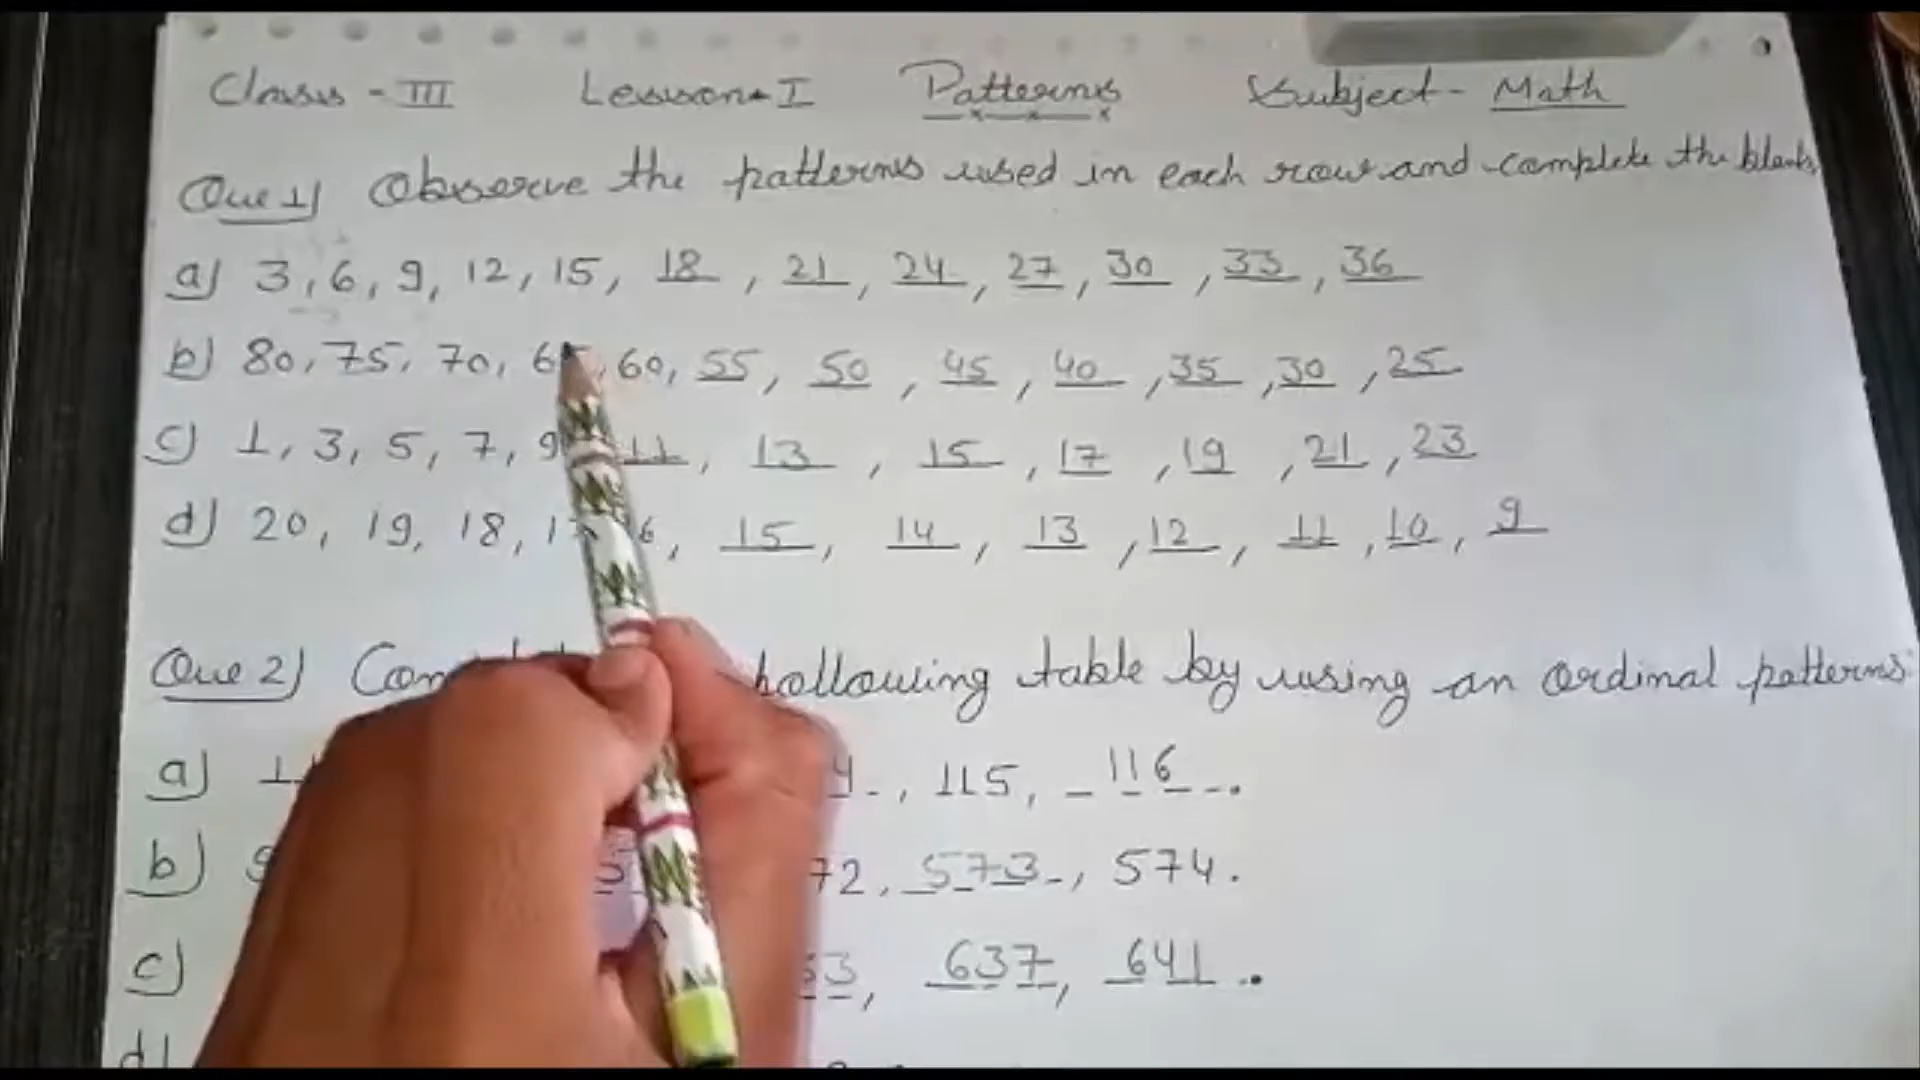 Class - III Lesson-I Patterns Subject - Math
Que 1) Observe the patterns used in each row and complete the blanks
a) 3, 6, 9, 12, 15, 18, 21, 24, 27, 30, 33, 36
b) 80, 75, 70, 65, 60, 55, 50, 45, 40, 35, 30, 25
c) 1, 3, 5, 7, 9 11, 13, 15, 17, 19, 21, 23
d) 20, 19, 18, 15, 14, 13, 12, 11, 10, 9
Que 2) following table by using an ordinal patterns
a) 115, 116.
b) 573, 574.
c) 637, 641.
d)